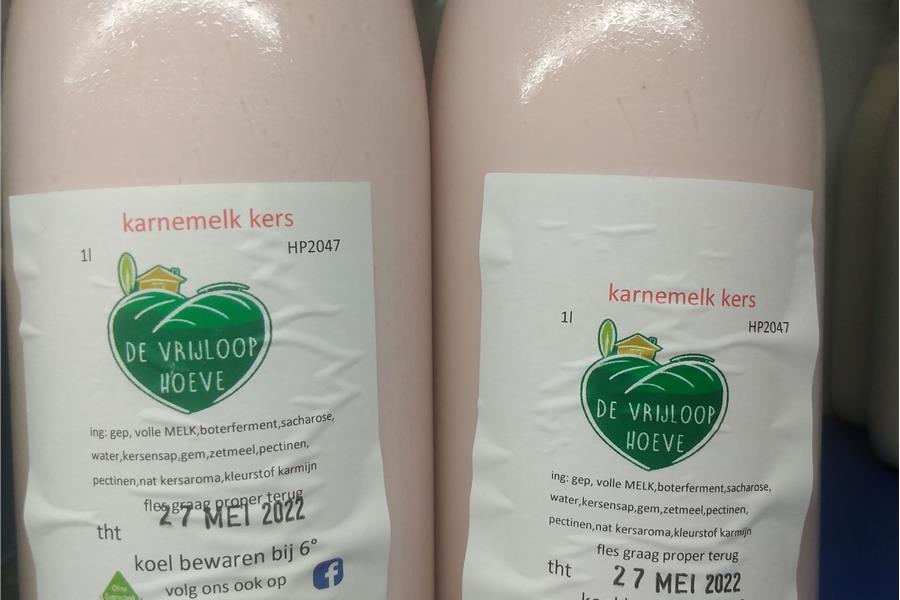 karnemelk kers
1l
HP2047
DE VRIJLOOP
HOEVE
ing: gep, volle MELK,boterferment,sacharose,
water,kersensap,gem,zetmeel,pectinen,
pectinen,nat kersaroma,kleurstof karmijn
fles graag proper terug
tht 27 MEI 2022
koel bewaren bij 6°
volg ons ook op f
karnemelk kers
1l
HP2047
DE VRIJLOOP
HOEVE
ing: gep, volle MELK,boterferment,sacharose,
water,kersensap,gem,zetmeel,pectinen,
pectinen,nat kersaroma,kleurstof karmijn
fles graag proper terug
tht 27 MEI 2022